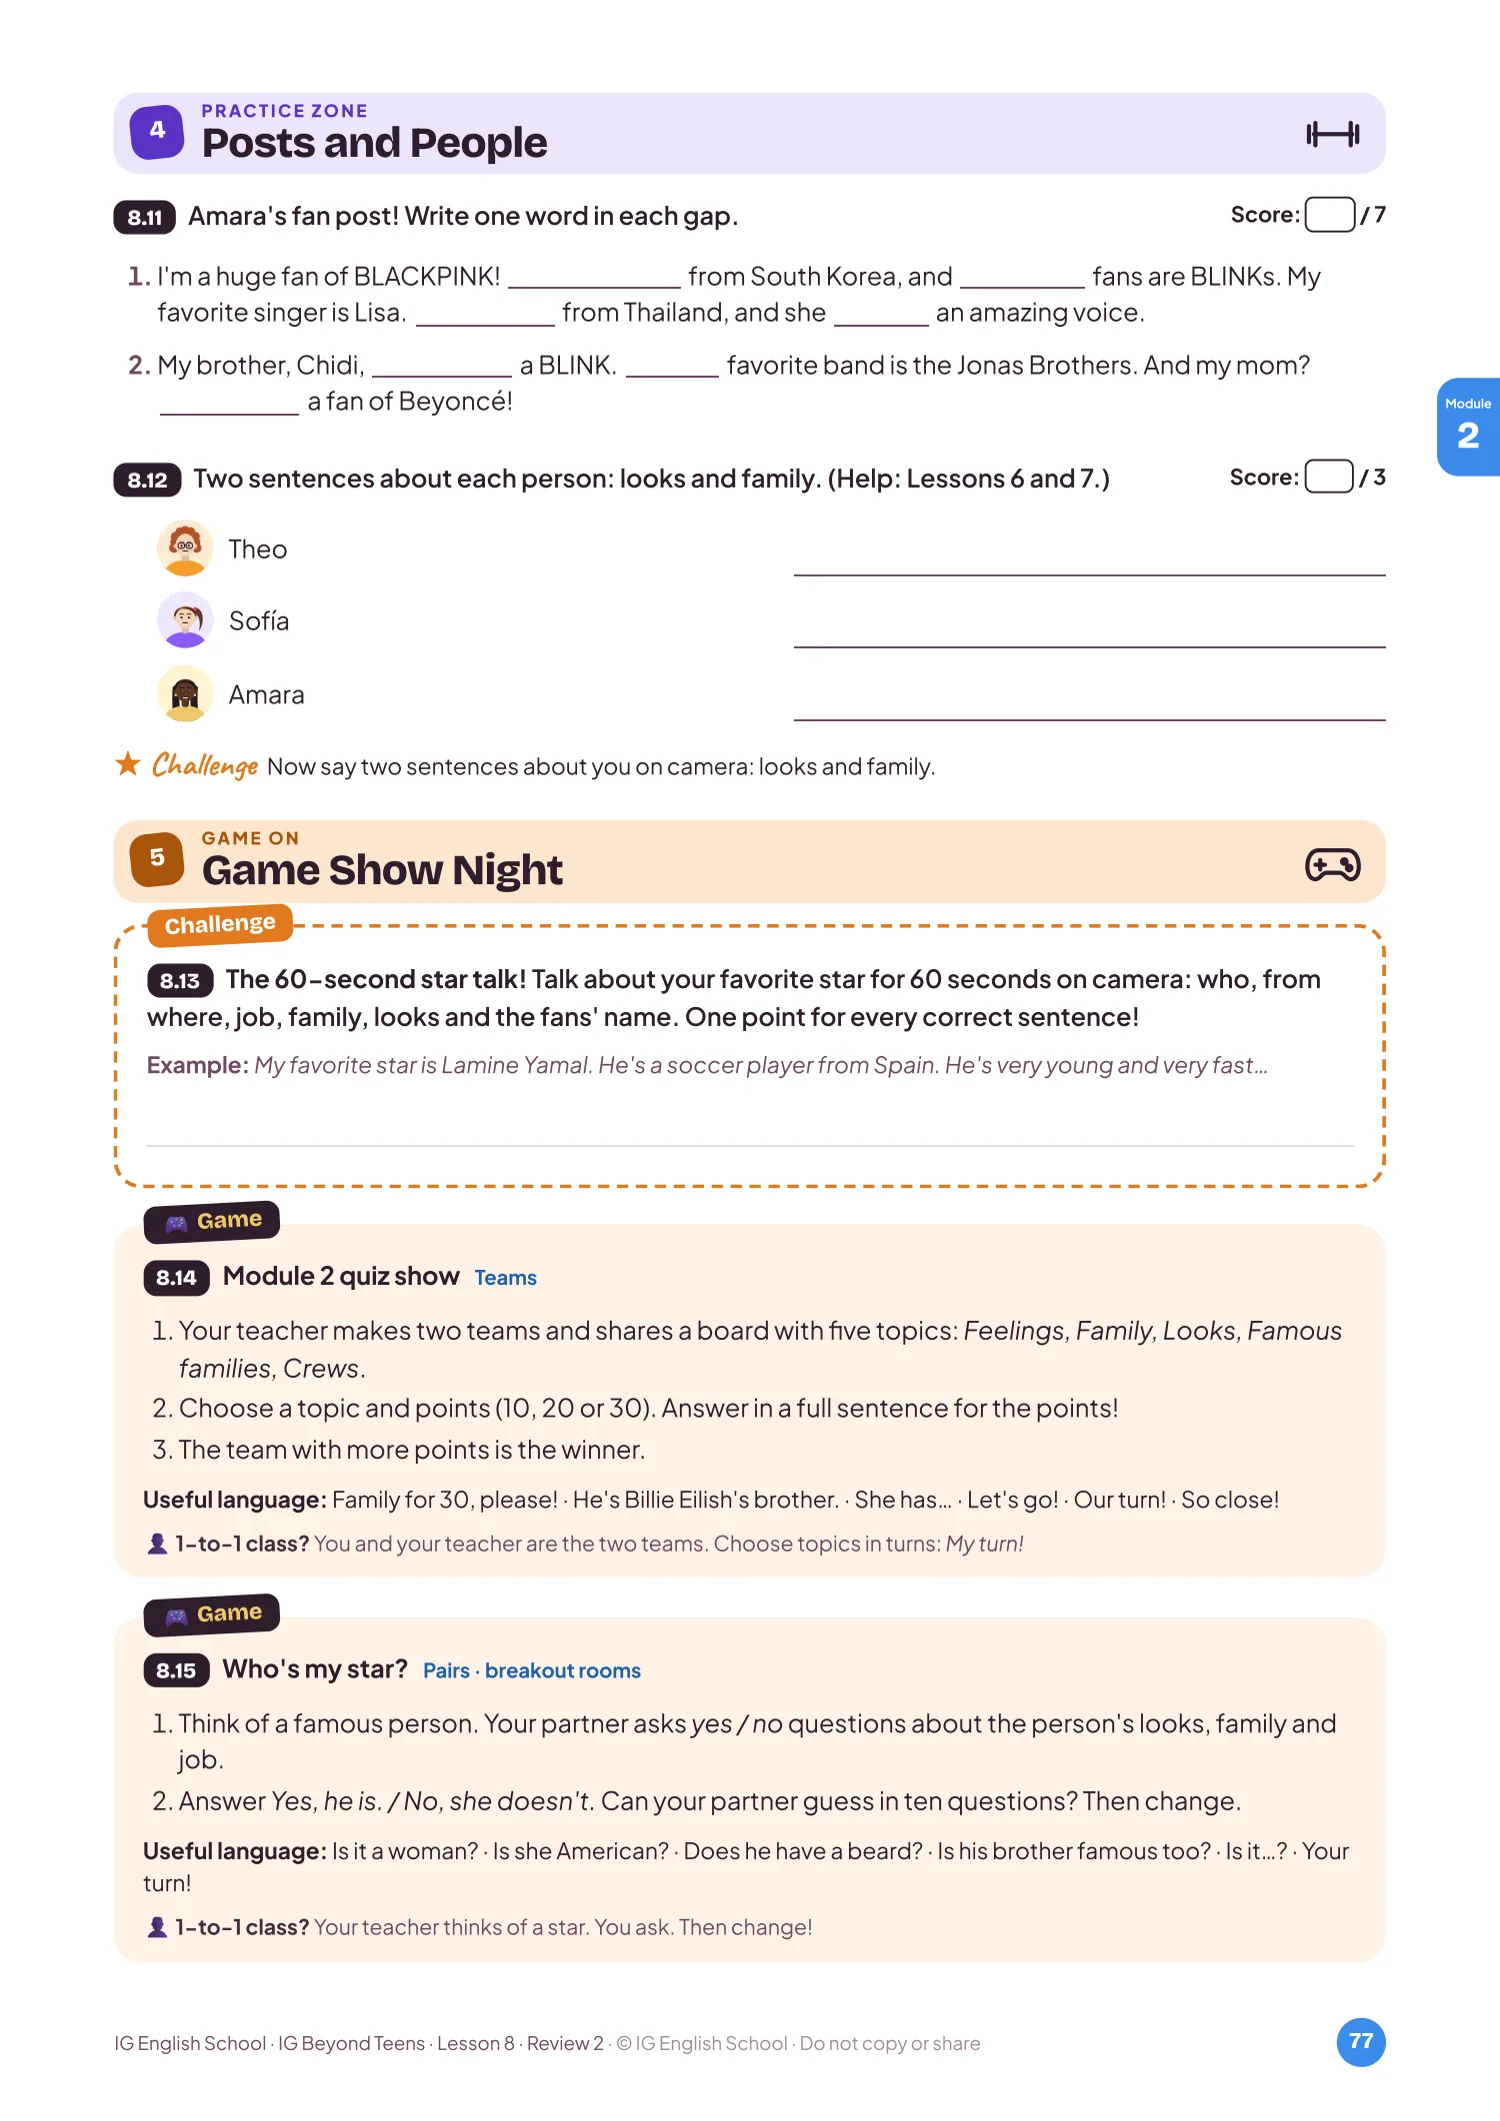 4
PRACTICE ZONE
Posts and People
8.11 Amara's fan post! Write one word in each gap. Score: / 7
1. I'm a huge fan of BLACKPINK! ____________ from South Korea, and ________ fans are BLINKs. My
favorite singer is Lisa. __________ from Thailand, and she ______ an amazing voice.
2. My brother, Chidi, __________ a BLINK. ______ favorite band is the Jonas Brothers. And my mom?
__________ a fan of Beyoncé!
Module
2
8.12 Two sentences about each person: looks and family. (Help: Lessons 6 and 7.) Score: / 3
Theo
Sofía
Amara
Challenge Now say two sentences about you on camera: looks and family.
5
GAME ON
Game Show Night
Challenge
8.13 The 60-second star talk! Talk about your favorite star for 60 seconds on camera: who, from
where, job, family, looks and the fans' name. One point for every correct sentence!
Example: My favorite star is Lamine Yamal. He's a soccer player from Spain. He's very young and very fast...
Game
8.14 Module 2 quiz show Teams
1. Your teacher makes two teams and shares a board with five topics: Feelings, Family, Looks, Famous
families, Crews.
2. Choose a topic and points (10, 20 or 30). Answer in a full sentence for the points!
3. The team with more points is the winner.
Useful language: Family for 30, please! · He's Billie Eilish's brother. · She has... · Let's go! · Our turn! · So close!
1-to-1 class? You and your teacher are the two teams. Choose topics in turns: My turn!
Game
8.15 Who's my star? Pairs · breakout rooms
1. Think of a famous person. Your partner asks yes / no questions about the person's looks, family and
job.
2. Answer Yes, he is. / No, she doesn't. Can your partner guess in ten questions? Then change.
Useful language: Is it a woman? · Is she American? · Does he have a beard? · Is his brother famous too? · Is it...? · Your
turn!
1-to-1 class? Your teacher thinks of a star. You ask. Then change!
IG English School · IG Beyond Teens · Lesson 8 · Review 2 · © IG English School · Do not copy or share
77